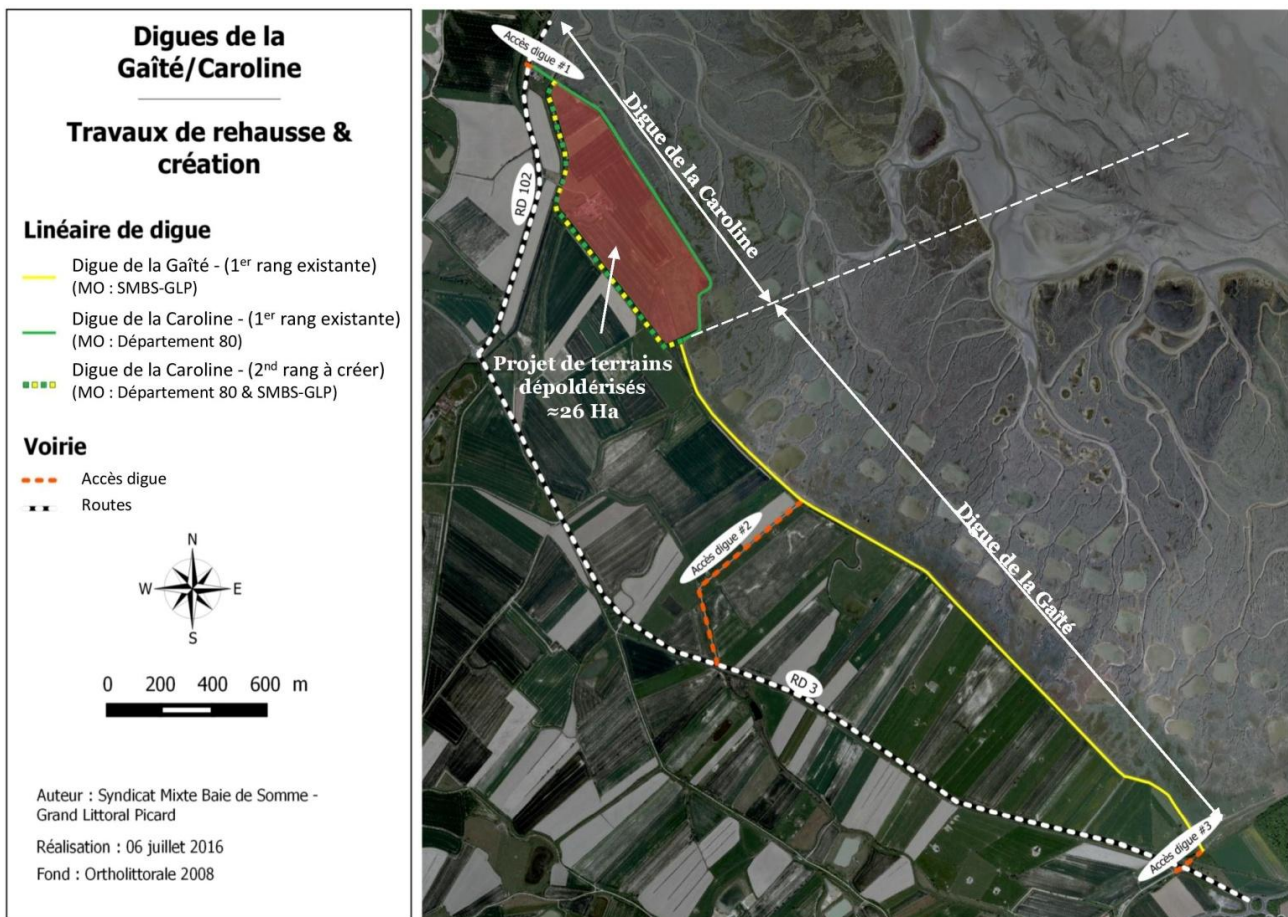 Digues de la
Gaîté/Caroline
Travaux de rehausse &
création
Linéaire de digue
Digue de la Gaîté - (1er rang existante)
(MO : SMBS-GLP)
Digue de la Caroline - (1er rang existante)
(MO : Département 80)
Digue de la Caroline - (2nd rang à créer)
(MO : Département 80 & SMBS-GLP)
Voirie
Accès digue
Routes
N
W E
S
0 200 400 600 m
Auteur : Syndicat Mixte Baie de Somme -
Grand Littoral Picard
Réalisation : 06 juillet 2016
Fond : Ortholittorale 2008
Accès digue #1
Digue de la Caroline
RD 102
Projet de terrains
dépoldérisés
≈26 Ha
Accès digue #2
Digue de la Gaîté
RD 3
Accès digue #3